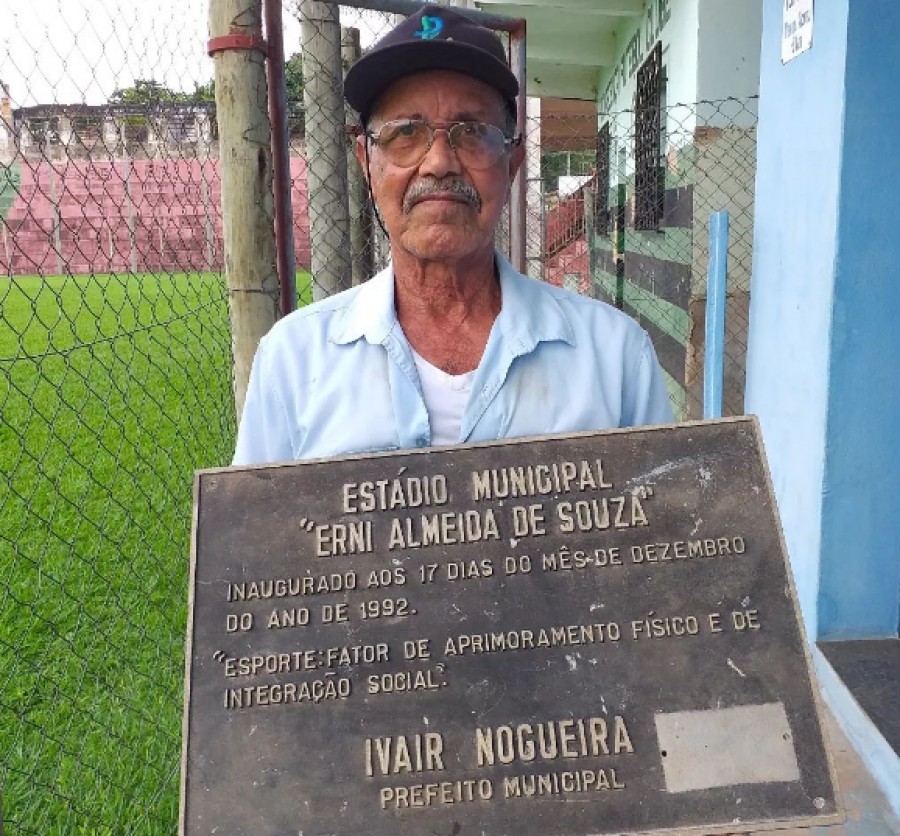 ESTÁDIO MUNICIPAL
"ERNI ALMEIDA DE SOUZA"
INAUGURADO AOS 17 DIAS DO MÊS DE DEZEMBRO
DO ANO DE 1992.
"ESPORTE: FATOR DE APRIMORAMENTO FÍSICO E DE
INTEGRAÇÃO SOCIAL".
IVAIR NOGUEIRA
PREFEITO MUNICIPAL